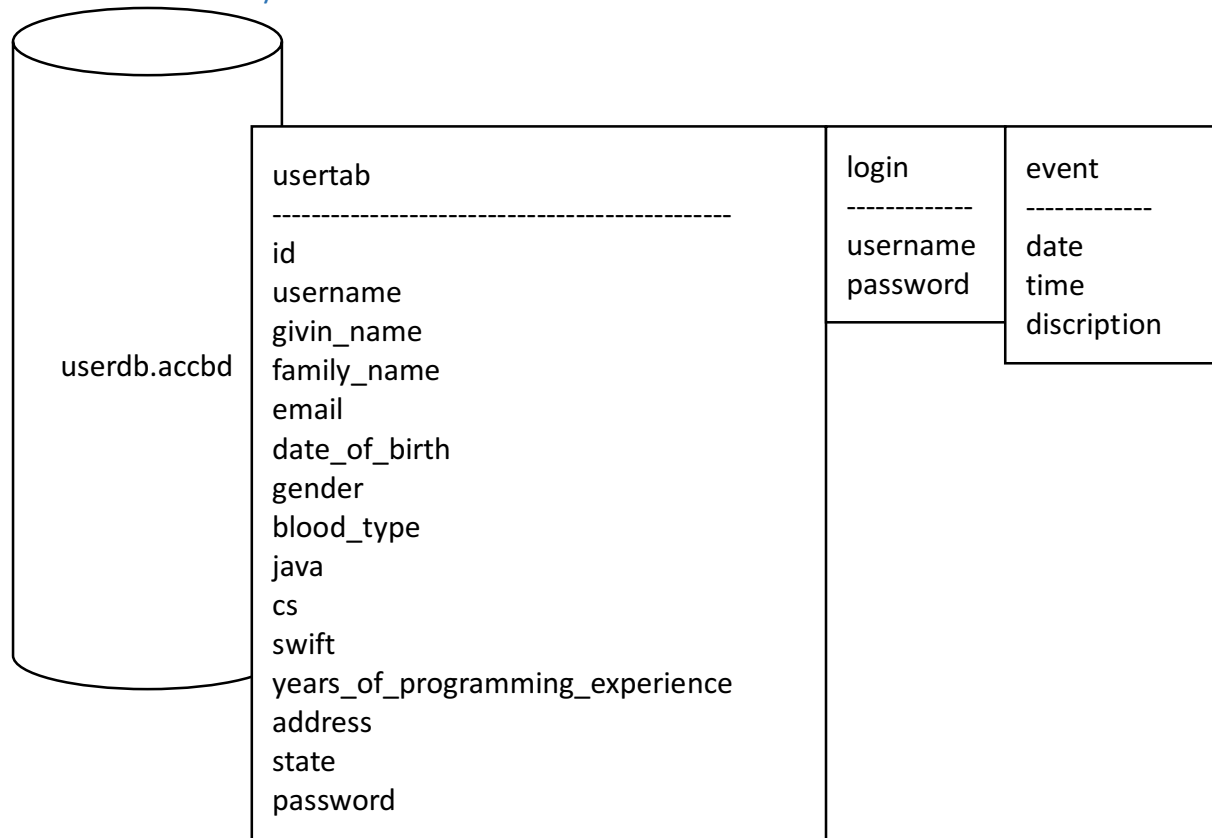 userdb.accbd
usertab
-----------------------------------------------
id
username
givin_name
family_name
email
date_of_birth
gender
blood_type
java
cs
swift
years_of_programming_experience
address
state
password
login
-------------
username
password
event
-------------
date
time
discription